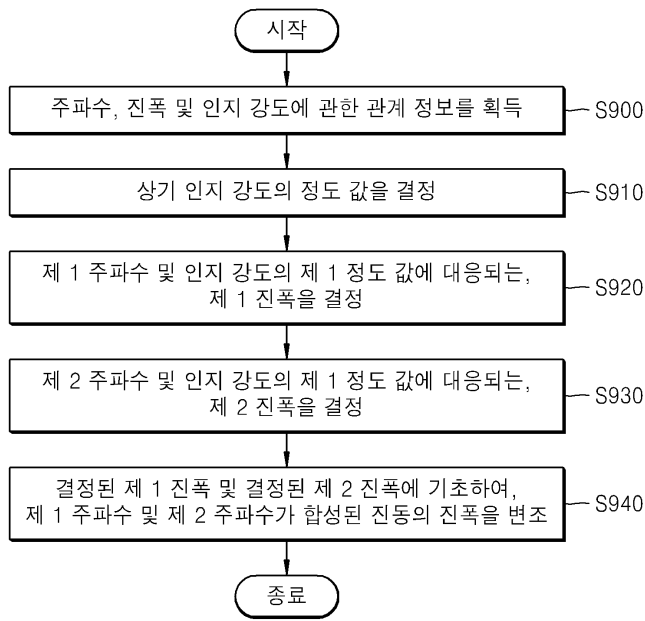 시작
주파수, 진폭 및 인지 강도에 관한 관계 정보를 획득
S900
상기 인지 강도의 정도 값을 결정
S910
제 1 주파수 및 인지 강도의 제 1 정도 값에 대응되는,
제 1 진폭을 결정
S920
제 2 주파수 및 인지 강도의 제 1 정도 값에 대응되는,
제 2 진폭을 결정
S930
결정된 제 1 진폭 및 결정된 제 2 진폭에 기초하여,
제 1 주파수 및 제 2 주파수가 합성된 진동의 진폭을 변조
S940
종료